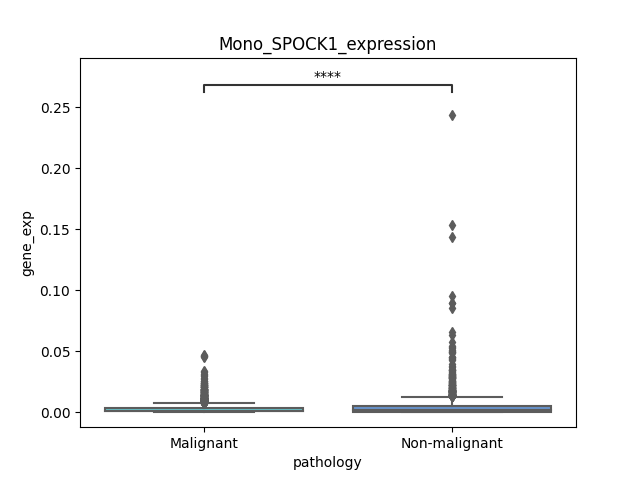 Mono_SPOCK1_expression
****
0.25
0.20
0.15
0.10
0.05
0.00
gene_exp
Malignant
Non-malignant
pathology